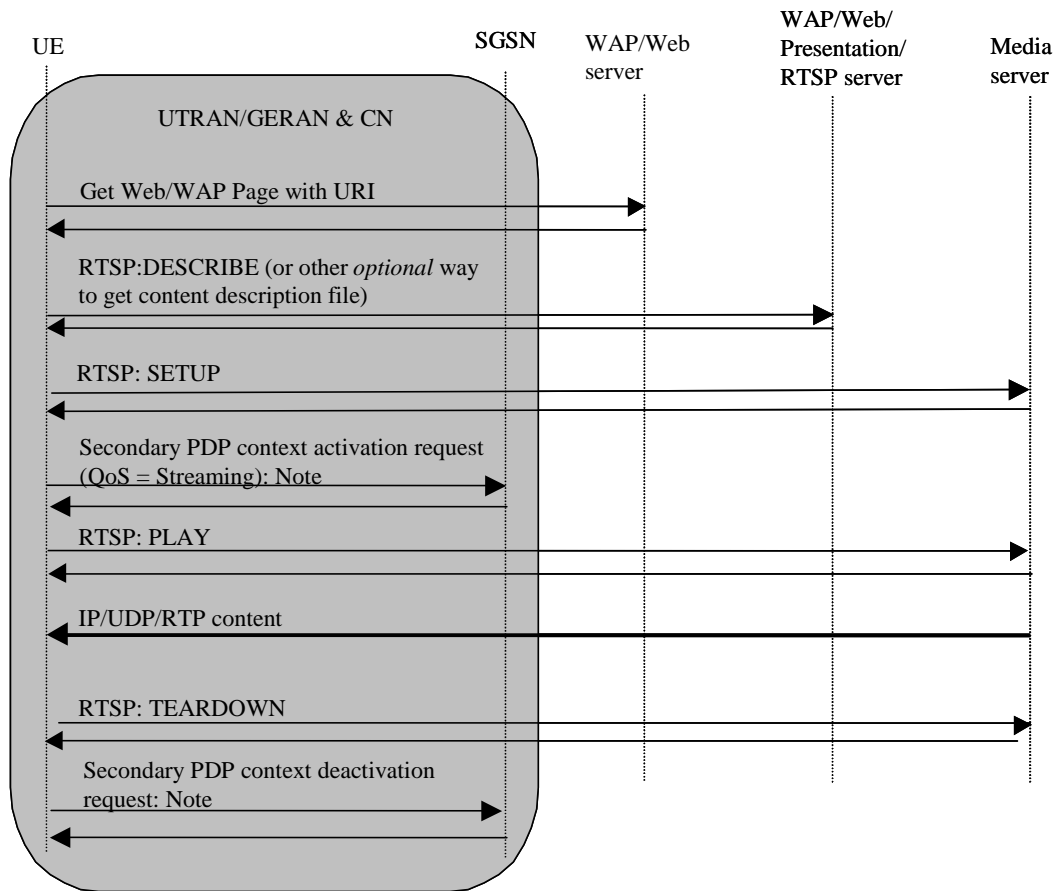 UE
SGSN
WAP/Web
server
WAP/Web/
Presentation/
RTSP server
Media
server
UTRAN/GERAN & CN
Get Web/WAP Page with URI
RTSP:DESCRIBE (or other optional way
to get content description file)
RTSP: SETUP
Secondary PDP context activation request
(QoS = Streaming): Note
RTSP: PLAY
IP/UDP/RTP content
RTSP: TEARDOWN
Secondary PDP context deactivation
request: Note